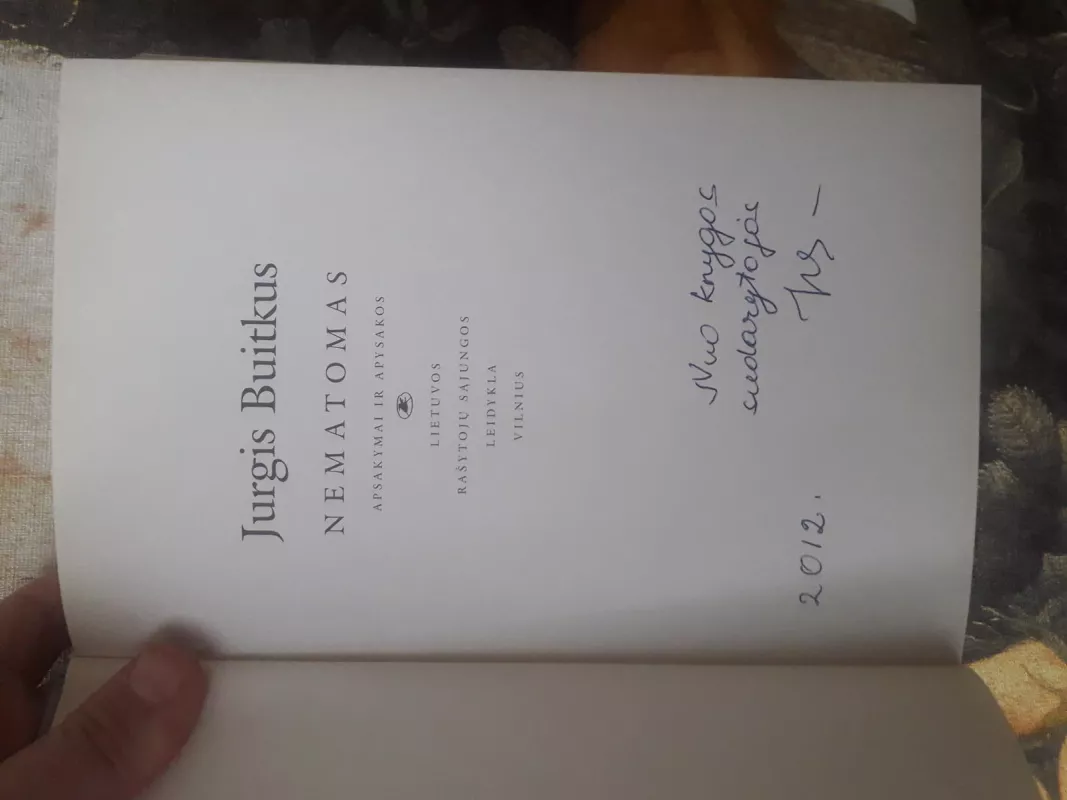 Jurgis Buitkus
NEMATOMAS
APSAKYMAI IR APYSAKOS
LIETUVOS
RAŠYTOJŲ SĄJUNGOS
LEIDYKLA
VILNIUS
Nuo knygos
sudarytojos
2012.